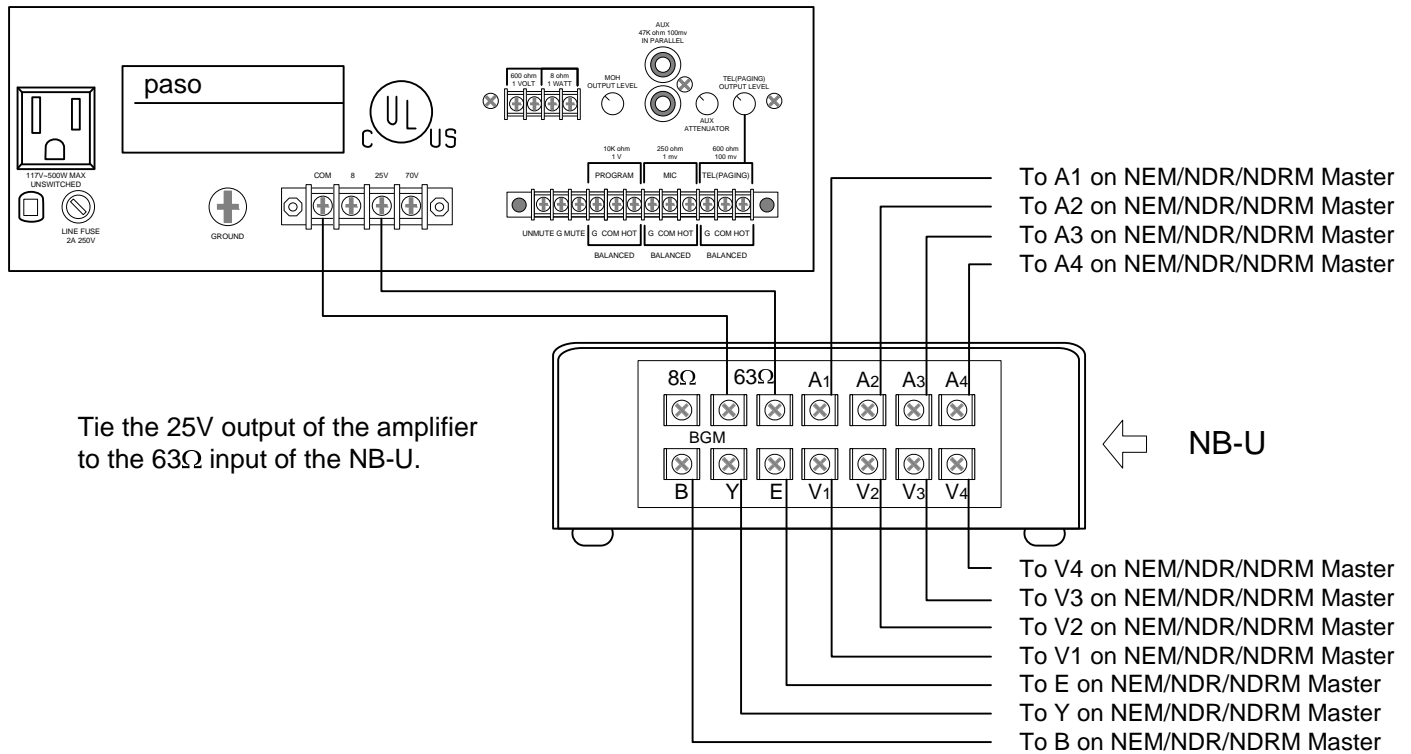 AUX
47K ohm 100mv
IN PARALLEL
600 ohm
1 VOLT
8 ohm
1 WATT
MOH
OUTPUT LEVEL
TEL(PAGING)
OUTPUT LEVEL
AUX
ATTENUATOR
paso
C UL US
117V~500W MAX
UNSWITCHED
LINE FUSE
2A 250V
GROUND
COM 8 25V 70V
10K ohm
1 V
250 ohm
1 mv
600 ohm
100 mv
PROGRAM MIC TEL(PAGING)
UNMUTE G MUTE G COM HOT G COM HOT G COM HOT
BALANCED BALANCED BALANCED
To A1 on NEM/NDR/NDRM Master
To A2 on NEM/NDR/NDRM Master
To A3 on NEM/NDR/NDRM Master
To A4 on NEM/NDR/NDRM Master
8Ω 63Ω A1 A2 A3 A4
BGM
B Y E V1 V2 V3 V4
Tie the 25V output of the amplifier
to the 63Ω input of the NB-U.
NB-U
To V4 on NEM/NDR/NDRM Master
To V3 on NEM/NDR/NDRM Master
To V2 on NEM/NDR/NDRM Master
To V1 on NEM/NDR/NDRM Master
To E on NEM/NDR/NDRM Master
To Y on NEM/NDR/NDRM Master
To B on NEM/NDR/NDRM Master